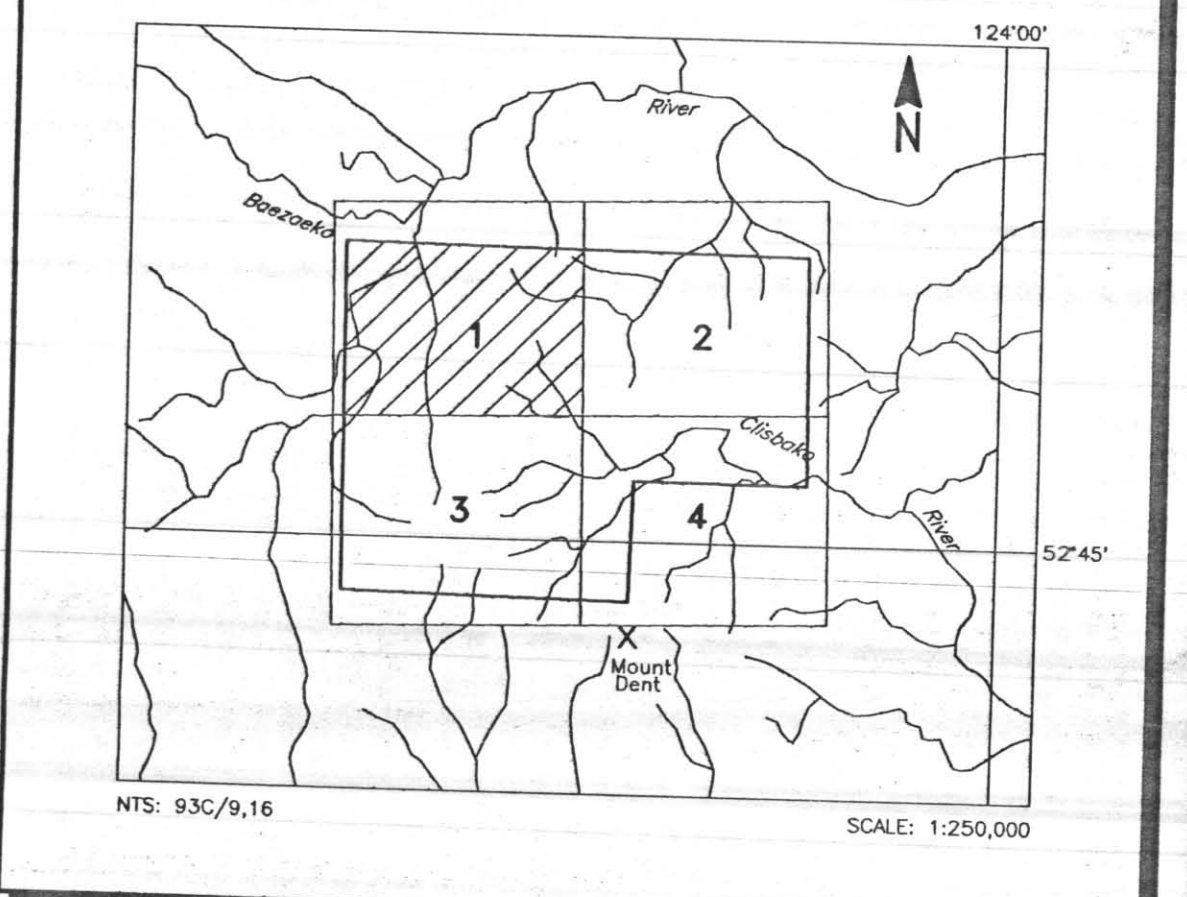 124°00'
River
N
Baezaeko
1
2
Clisbako
3
4
River
52°45'
X
Mount
Dent
NTS: 93C/9,16
SCALE: 1:250,000